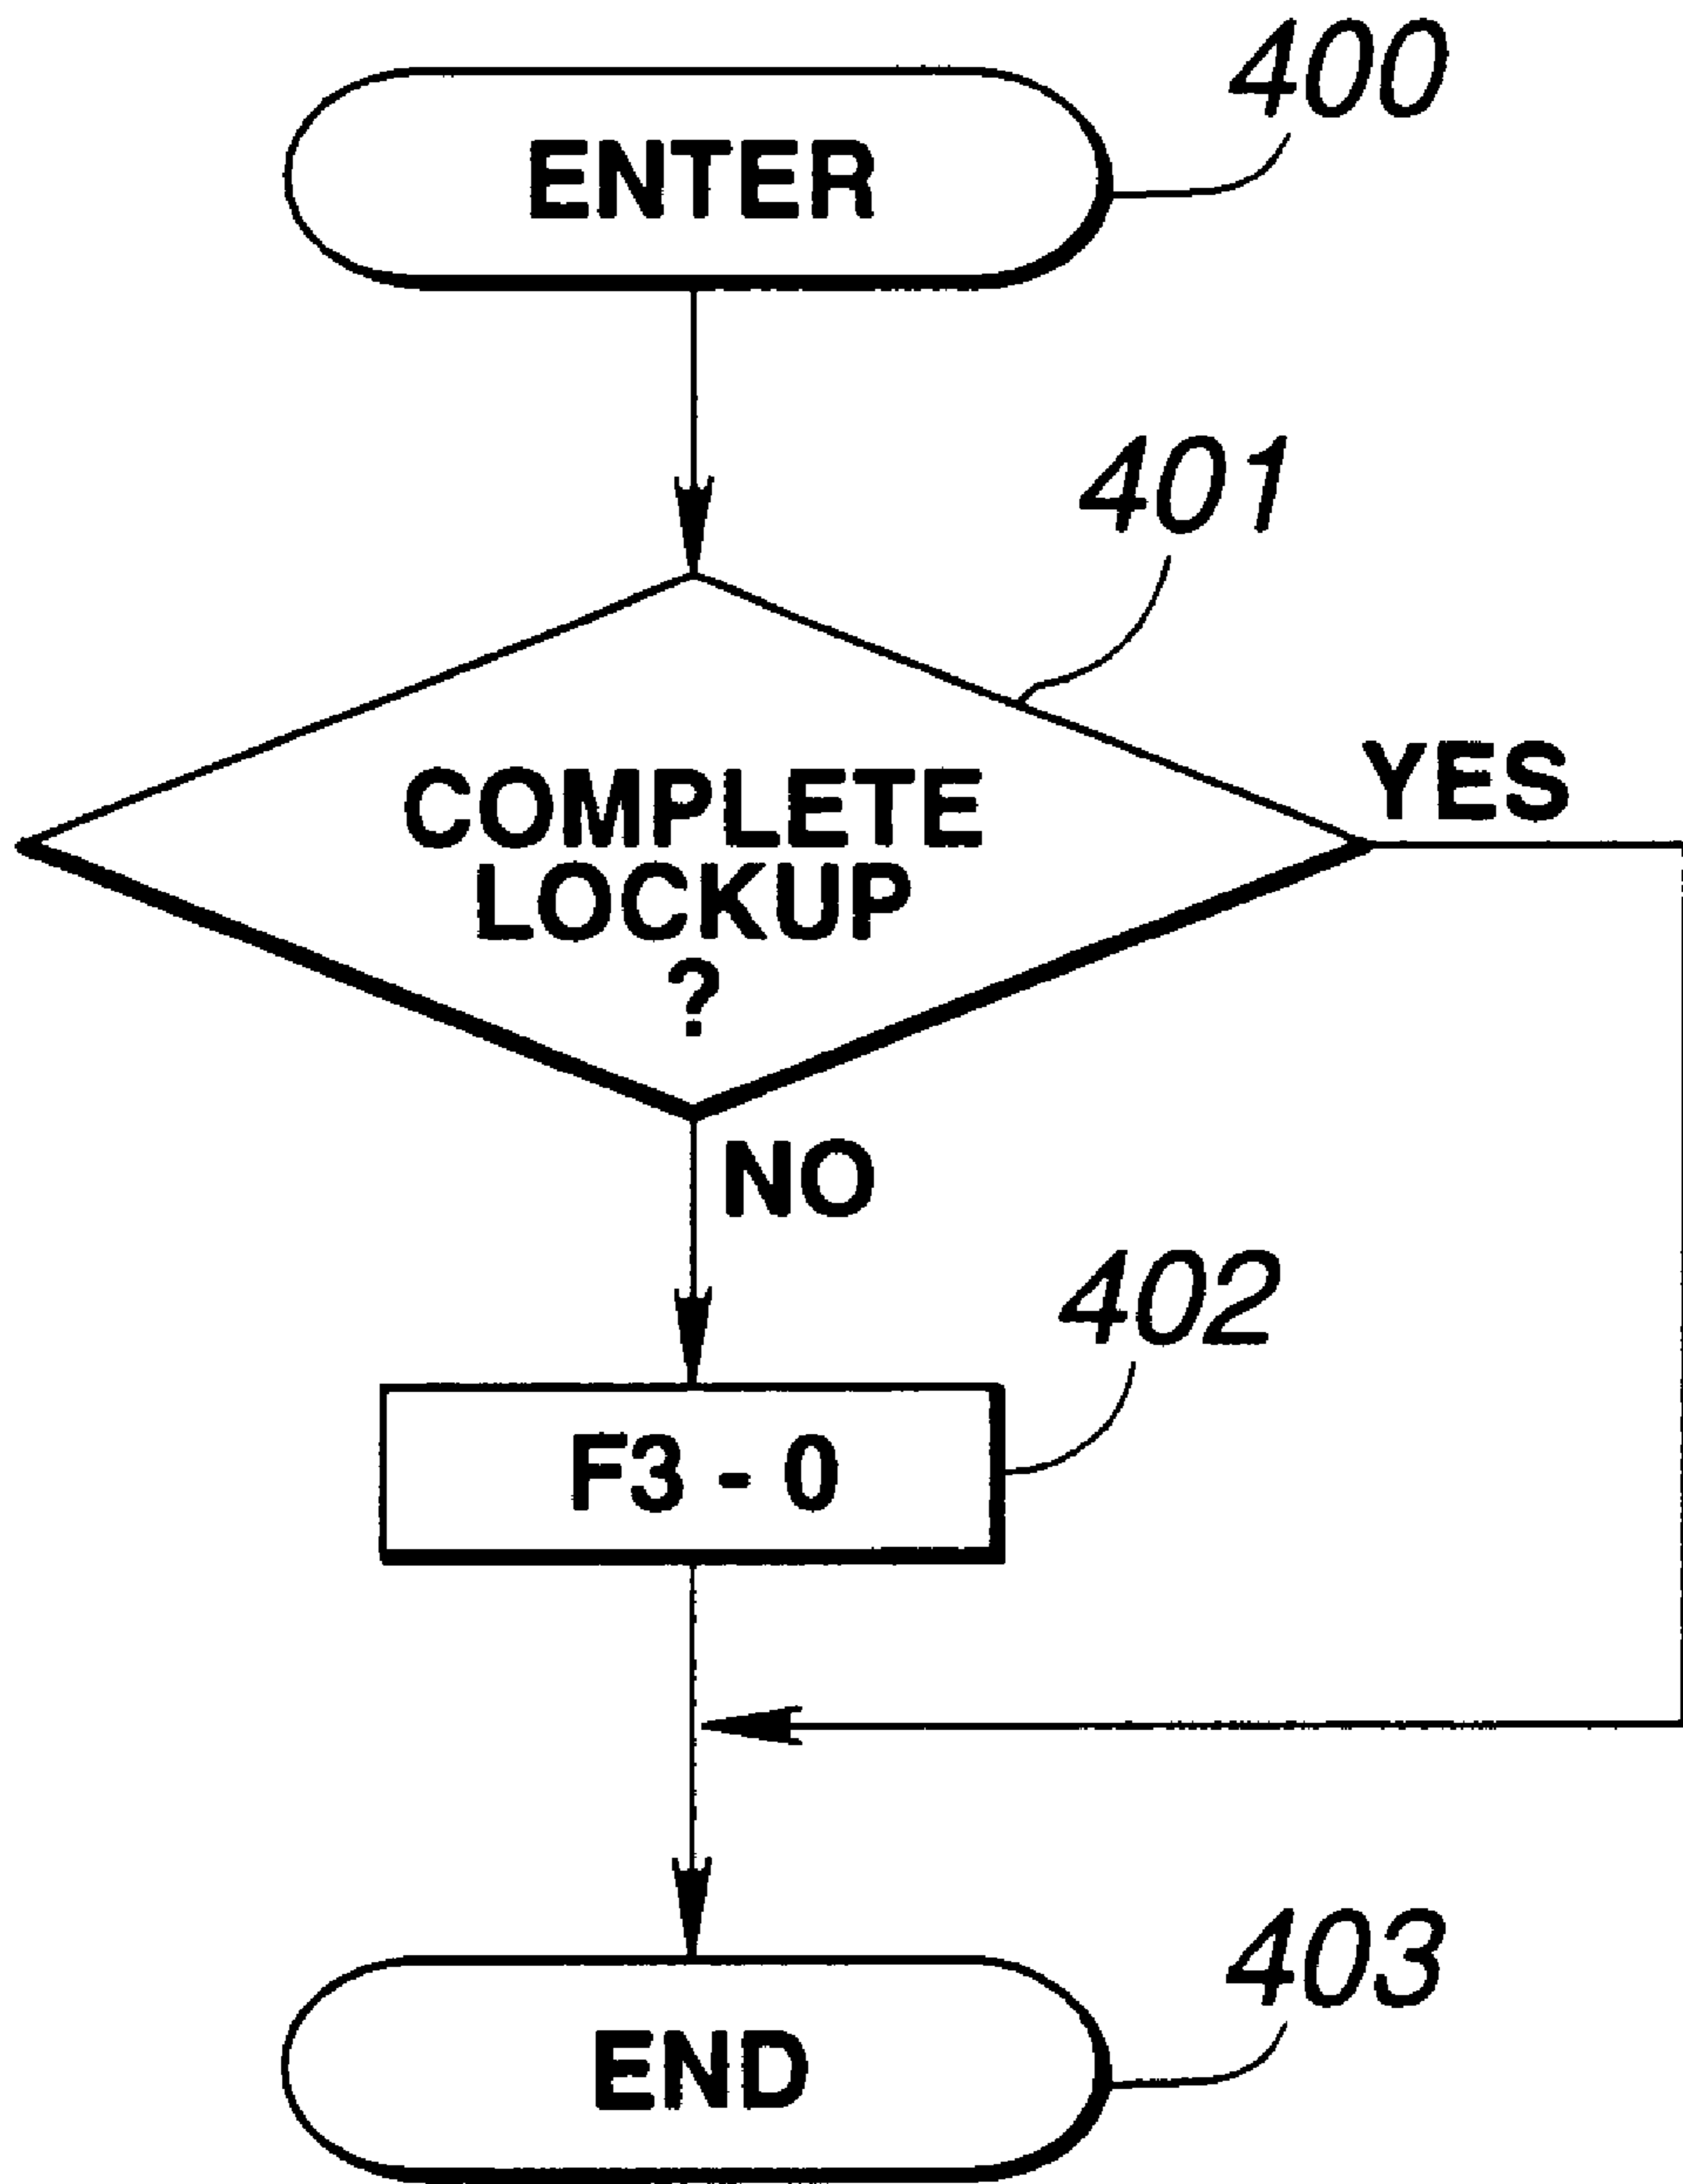 400
ENTER
401
COMPLETE
LOCKUP
?
YES
NO
402
F3 - 0
403
END